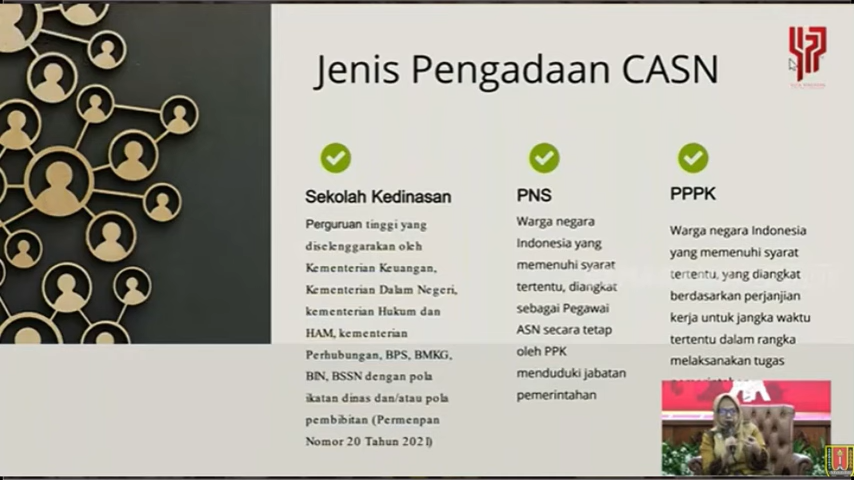 Jenis Pengadaan CASN
Sekolah Kedinasan
Perguruan tinggi yang
diselenggarakan oleh
Kementerian Keuangan,
Kementerian Dalam Negeri,
kementerian Hukum dan
HAM, kementerian
Perhubungan, BPS, BMKG,
BIN, BSSN dengan pola
ikatan dinas dan/atau pola
pembibitan (Permenpan
Nomor 20 Tahun 2021)
PNS
Warga negara
Indonesia yang
memenuhi syarat
tertentu, diangkat
sebagai Pegawai
ASN secara tetap
oleh PPK
menduduki jabatan
pemerintahan
PPPK
Warga negara Indonesia
yang memenuhi syarat
tertentu, yang diangkat
berdasarkan perjanjian
kerja untuk jangka waktu
tertentu dalam rangka
melaksanakan tugas